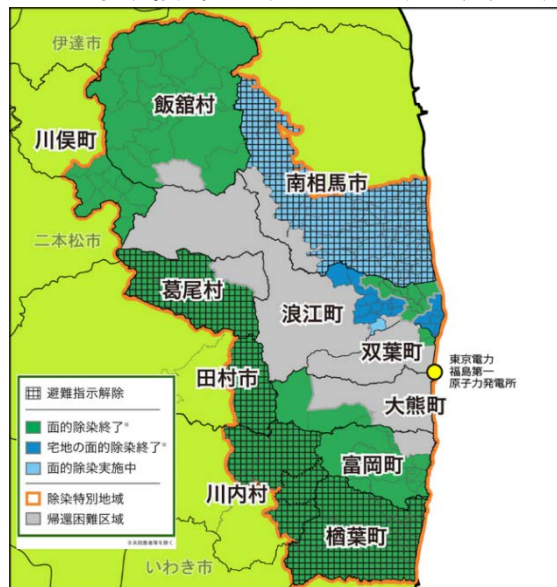 伊達市
飯舘村
川俣町
南相馬市
二本松市
葛尾村
浪江町
双葉町
東京電力
福島第一
原子力発電所
田村市
大熊町
避難指示解除
面的除染終了※
宅地の面的除染終了※
面的除染実施中
除染特別地域
帰還困難区域
富岡町
川内村
楢葉町
いわき市